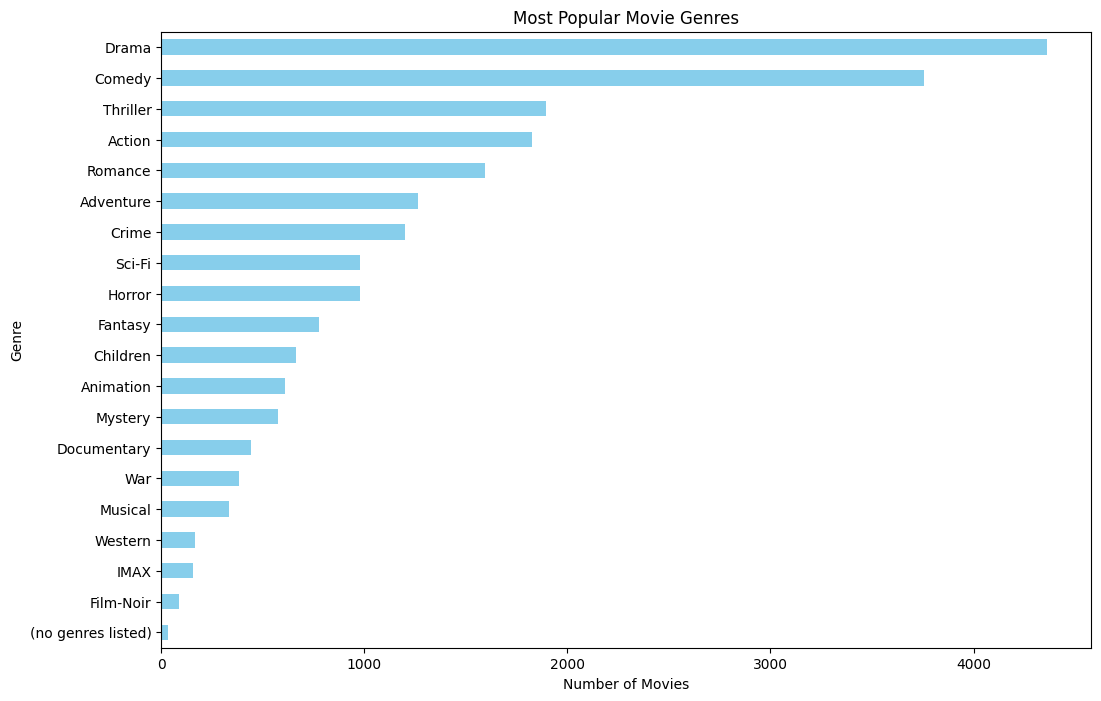 Most Popular Movie Genres
Genre
Drama
Comedy
Thriller
Action
Romance
Adventure
Crime
Sci-Fi
Horror
Fantasy
Children
Animation
Mystery
Documentary
War
Musical
Western
IMAX
Film-Noir
(no genres listed)
0 1000 2000 3000 4000
Number of Movies